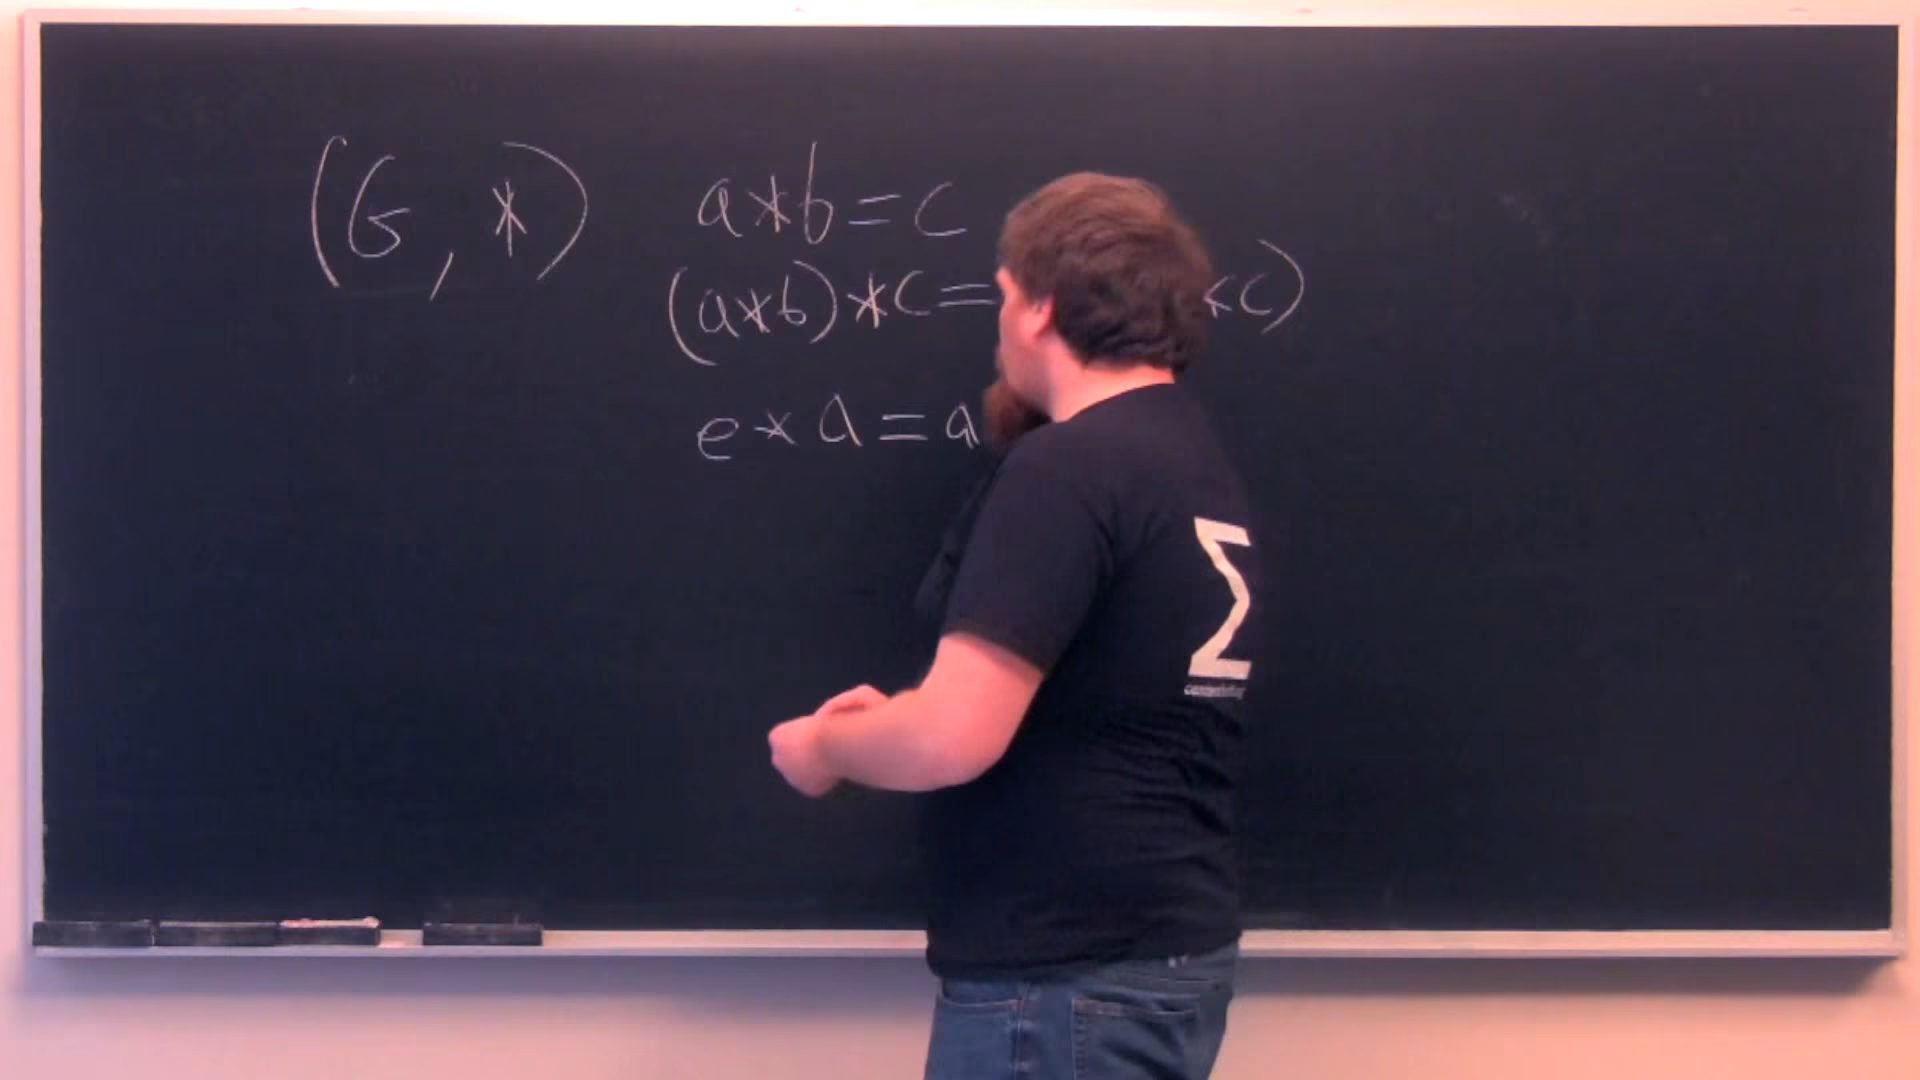 (G, *)
a*b=c
(a*b)*c= *c)
e*a=a
Σ